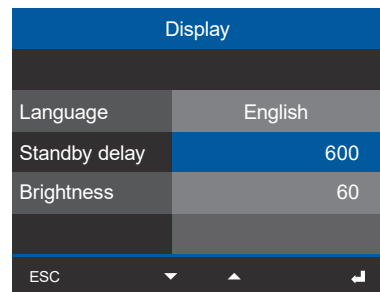 Display
Language English
Standby delay 600
Brightness 60
ESC